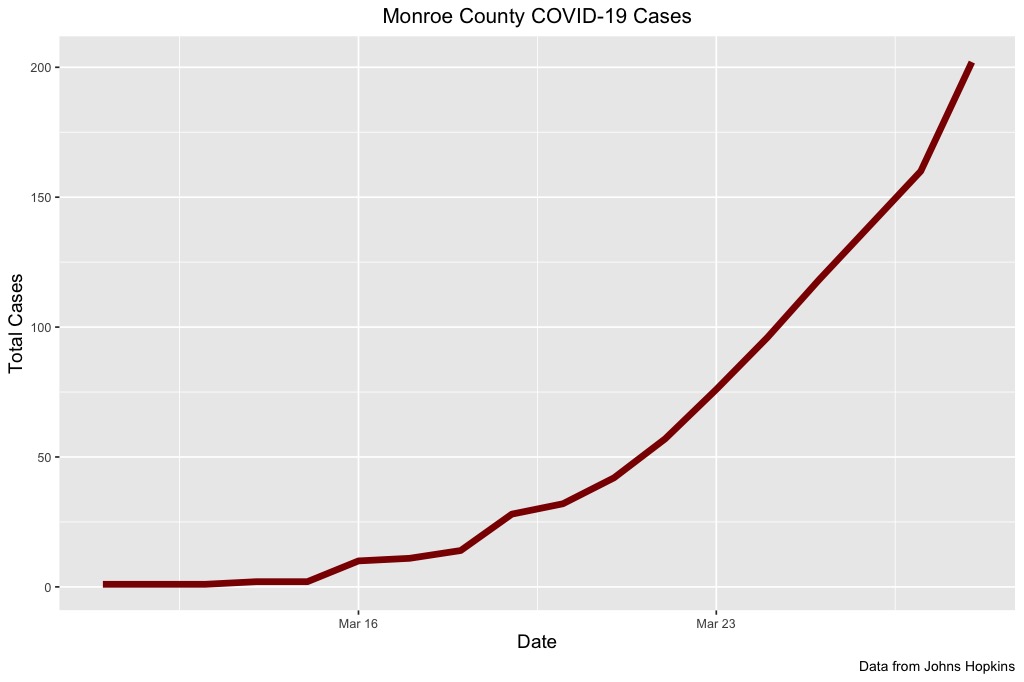 Monroe County COVID-19 Cases
Total Cases
200
150
100
50
0
Mar 16
Mar 23
Date
Data from Johns Hopkins